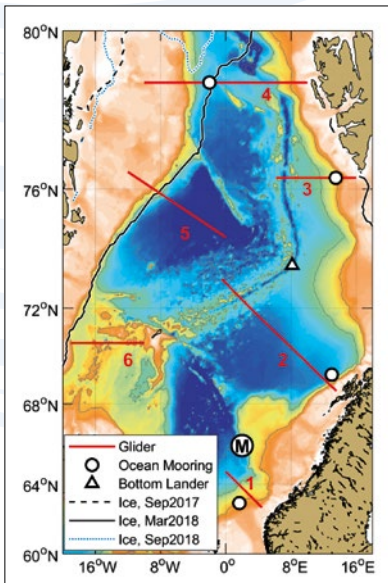 80°N
4
76°N
3
5
72°N
2
6
68°N
M
64°N
1
Glider
Ocean Mooring
Bottom Lander
Ice, Sep2017
Ice, Mar2018
Ice, Sep2018
60°N
16°W 8°W 0° 8°E 16°E